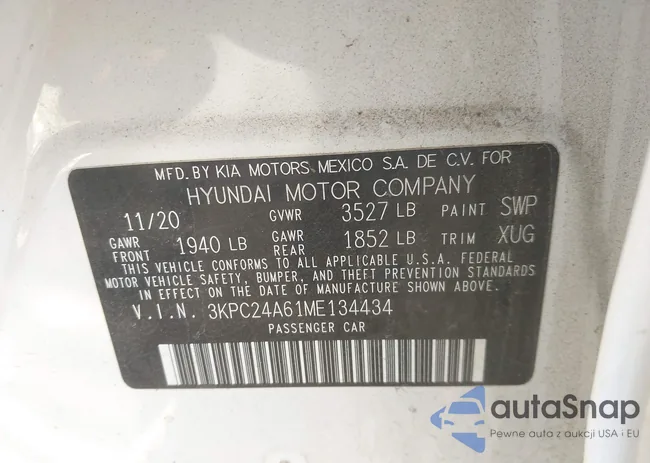 MFD. BY KIA MOTORS MEXICO S.A. DE C.V. FOR
HYUNDAI MOTOR COMPANY
11/20 GVWR 3527 LB PAINT SWP
GAWR FRONT 1940 LB GAWR REAR 1852 LB TRIM XUG
THIS VEHICLE CONFORMS TO ALL APPLICABLE U.S.A. FEDERAL
MOTOR VEHICLE SAFETY, BUMPER, AND THEFT PREVENTION STANDARDS
IN EFFECT ON THE DATE OF MANUFACTURE SHOWN ABOVE.
V.I.N. 3KPC24A61ME134434
PASSENGER CAR
autaSnap
Pewne auta z aukcji USA i EU